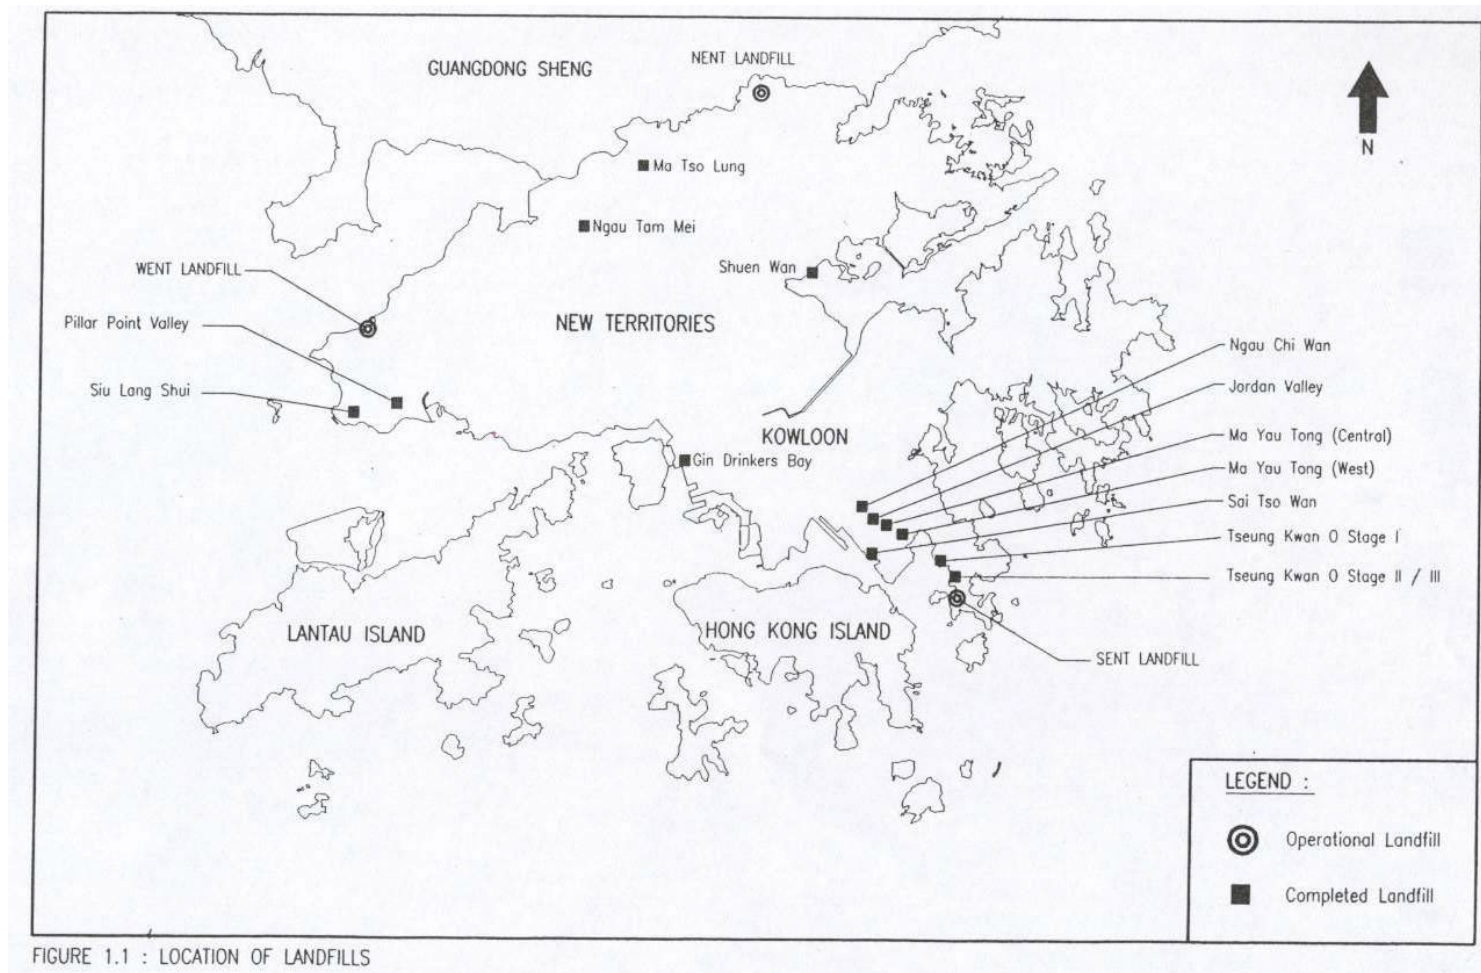 GUANGDONG SHENG
NENT LANDFILL
N
Ma Tso Lung
Ngau Tam Mei
WENT LANDFILL
Shuen Wan
Pillar Point Valley
NEW TERRITORIES
Siu Lang Shui
Ngau Chi Wan
Jordan Valley
KOWLOON
Ma Yau Tong (Central)
Gin Drinkers Bay
Ma Yau Tong (West)
Sai Tso Wan
Tseung Kwan O Stage I
Tseung Kwan O Stage II / III
LANTAU ISLAND
HONG KONG ISLAND
SENT LANDFILL
LEGEND :
Operational Landfill
Completed Landfill
FIGURE 1.1 : LOCATION OF LANDFILLS